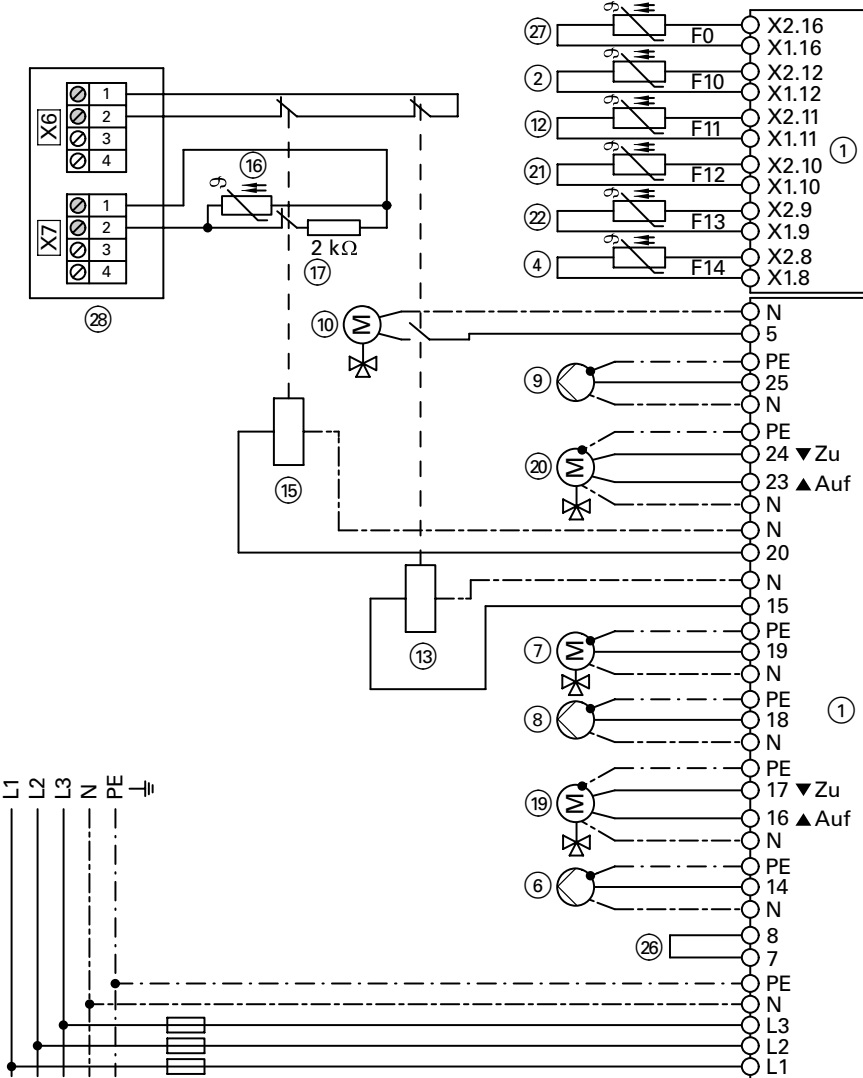 27 F0 X2.16
X1.16
2 F10 X2.12
X1.12
12 F11 X2.11
X1.11
1
21 F12 X2.10
X1.10
22 F13 X2.9
X1.9
4 F14 X2.8
X1.8
X6
1
2
3
4
X7
1
2
3
4
28
ϑ
16
2 kΩ
17
ϑ
ϑ
ϑ
ϑ
ϑ
ϑ
10 M N
5
9 PE
25
N
20 M PE
24 ▼ Zu
23 ▲ Auf
N
15 N
20
13 N
15
7 M PE
19
N
8 PE
18
N
1
19 M PE
17 ▼ Zu
16 ▲ Auf
N
6 PE
14
N
26 8
7
PE
N
L3
L2
L1
L1
L2
L3
N
PE